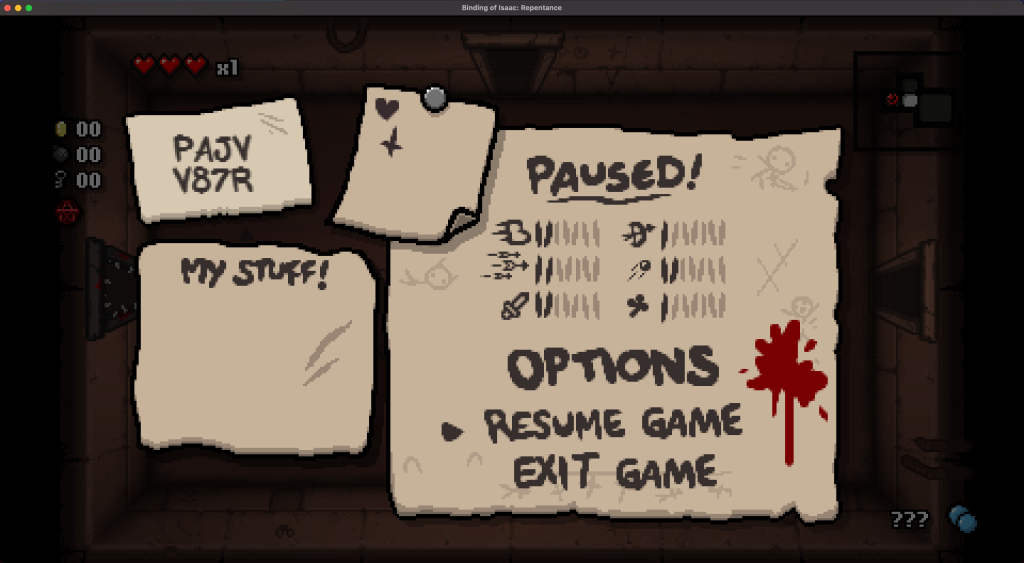 Binding of Isaac: Repentance
x1
00
00
00
PAJV
V87R
MY STUFF!
PAUSED!
OPTIONS
RESUME GAME
EXIT GAME
???